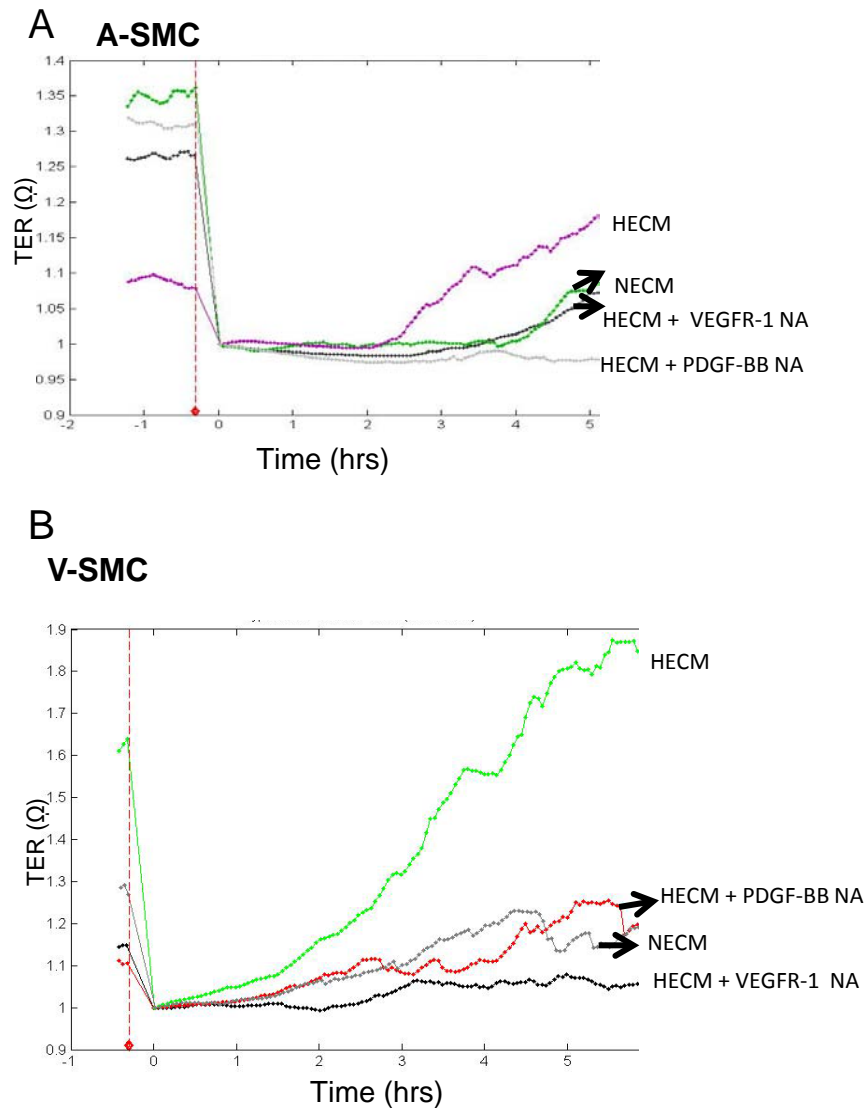 A
A-SMC
1.4
1.35
1.3
1.25
1.2
1.15
1.1
1.05
1
0.95
0.9
TER (Ω)
HECM
NECM
HECM + VEGFR-1 NA
HECM + PDGF-BB NA
-2 -1 0 1 2 3 4 5
Time (hrs)
B
V-SMC
1.9
1.8
1.7
1.6
1.5
1.4
1.3
1.2
1.1
1
0.9
TER (Ω)
HECM
HECM + PDGF-BB NA
NECM
HECM + VEGFR-1 NA
-1 0 1 2 3 4 5
Time (hrs)